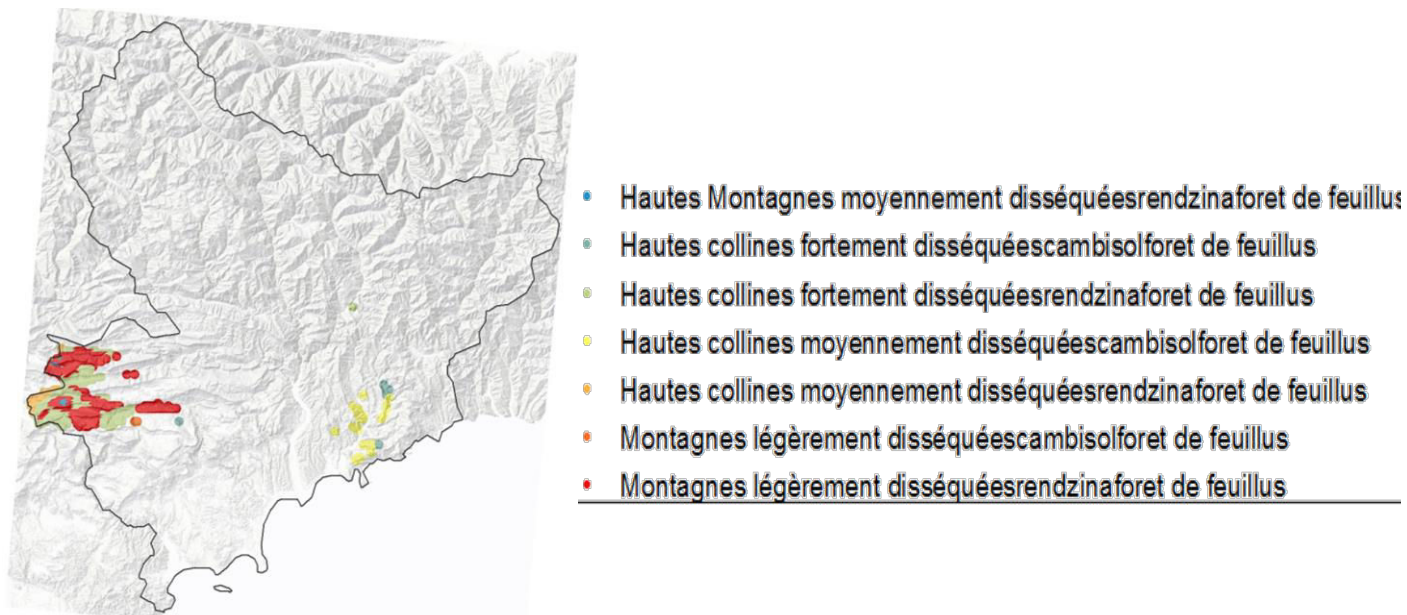 Hautes Montagnes moyennement disséquéesrendzinaforet de feuillus
Hautes collines fortement disséquéescambisolforet de feuillus
Hautes collines fortement disséquéesrendzinaforet de feuillus
Hautes collines moyennement disséquéescambisolforet de feuillus
Hautes collines moyennement disséquéesrendzinaforet de feuillus
Montagnes légèrement disséquéescambisolforet de feuillus
Montagnes légèrement disséquéesrendzinaforet de feuillus